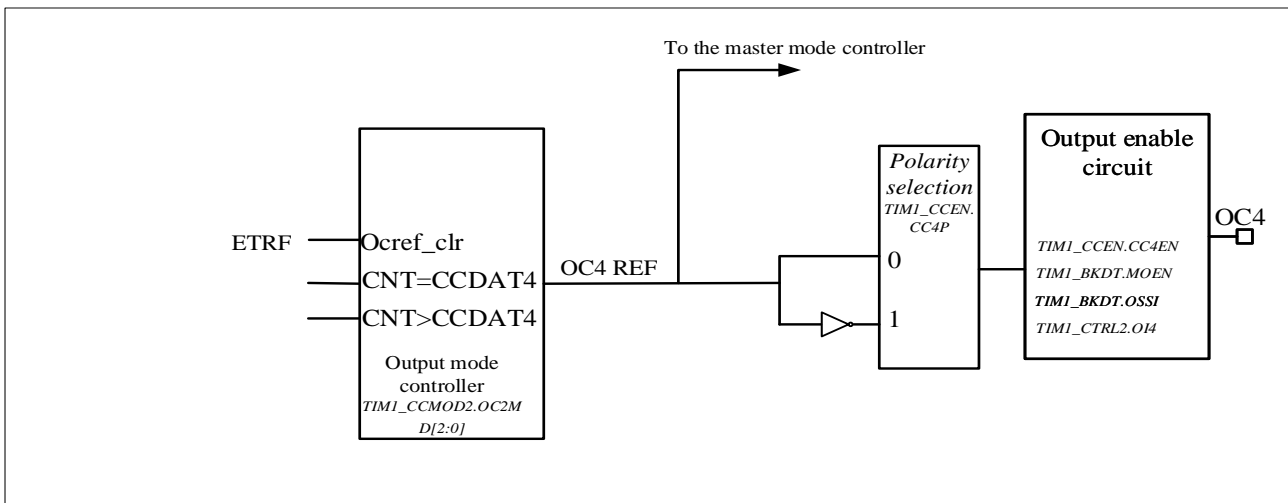 To the master mode controller
ETRF
Ocref_clr
CNT=CCDAT4
CNT>CCDAT4
Output mode
controller
TIM1_CCMOD2.OC2M
D[2:0]
OC4 REF
Polarity
selection
TIM1_CCEN.
CC4P
0
1
Output enable
circuit
TIM1_CCEN.CC4EN
TIM1_BKDT.MOEN
TIM1_BKDT.OSSI
TIM1_CTRL2.OI4
OC4